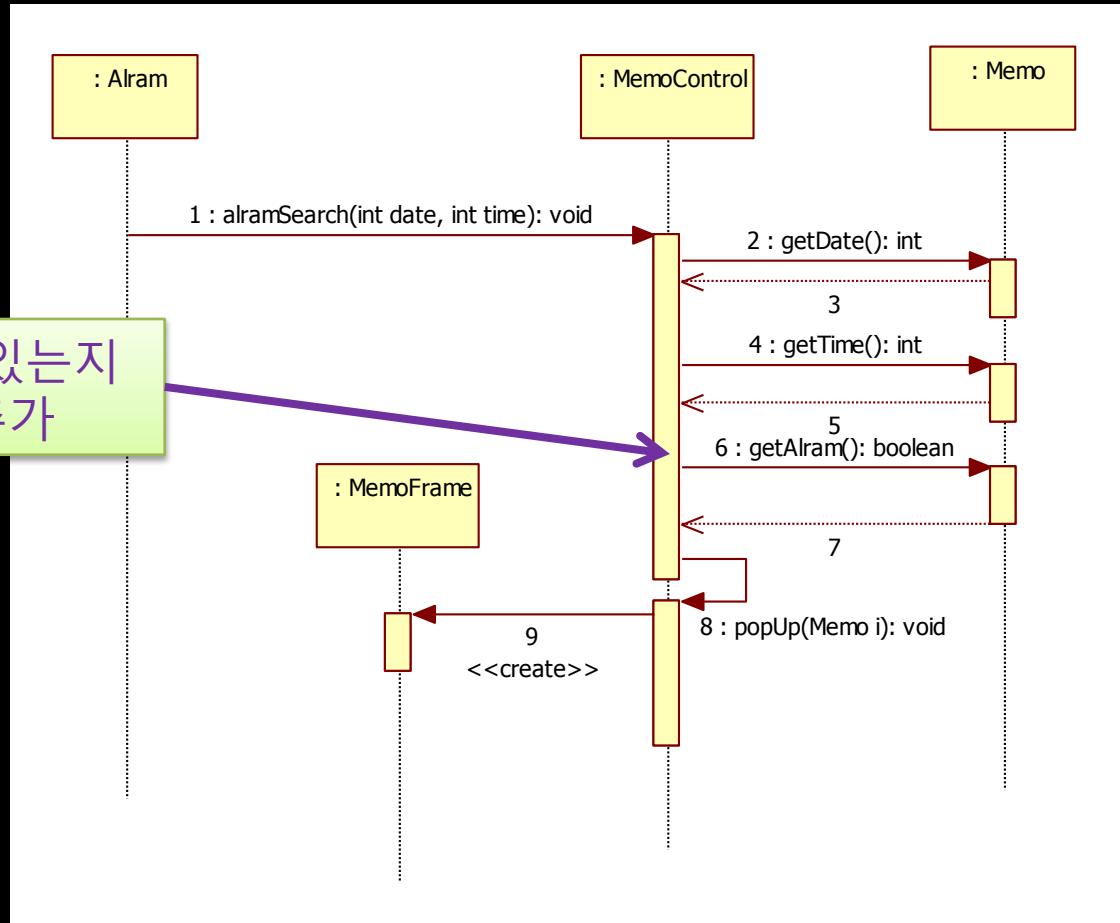 : Alram
: MemoControl
: Memo
1 : alramSearch(int date, int time): void
2 : getDate(): int
3
4 : getTime(): int
5
있는지
6 : getAlram(): boolean
: MemoFrame
7
8 : popUp(Memo i): void
9
<<create>>